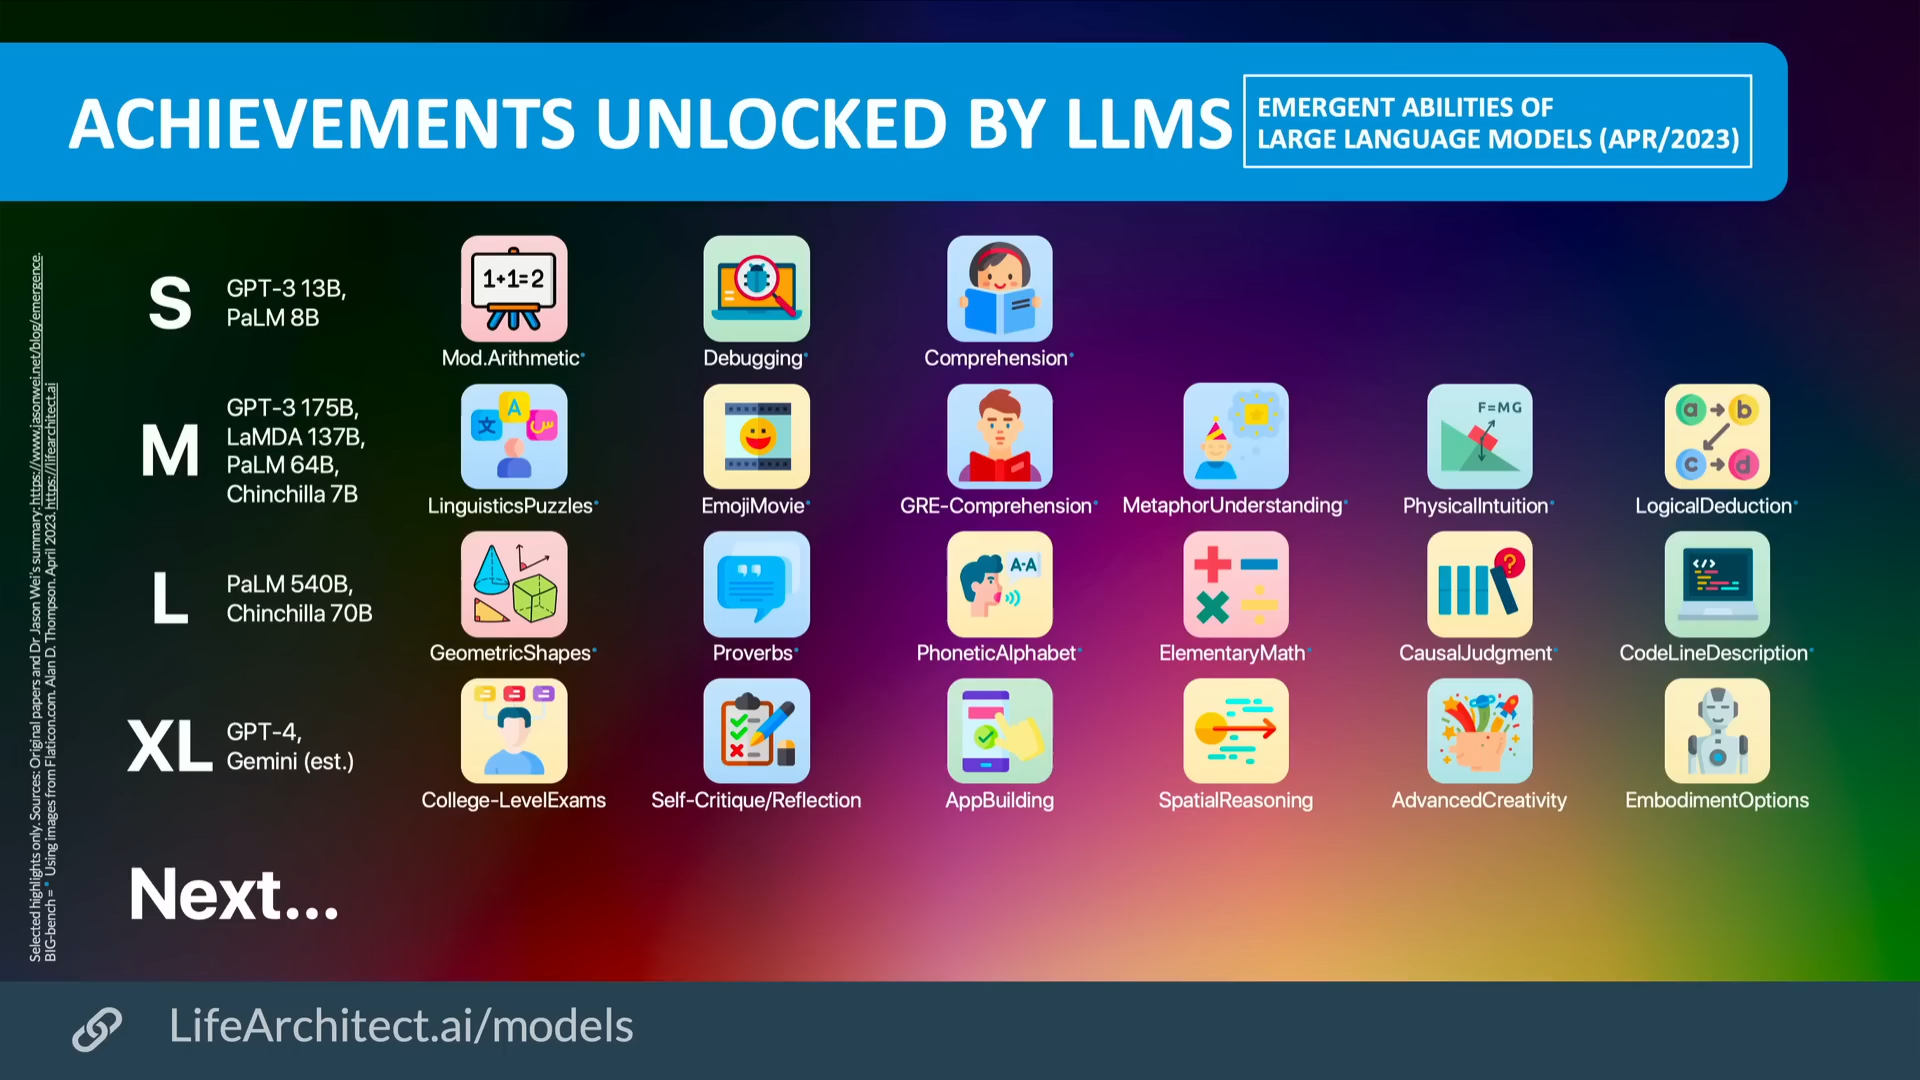 ACHIEVEMENTS UNLOCKED BY LLMS
EMERGENT ABILITIES OF
LARGE LANGUAGE MODELS (APR/2023)
S
GPT-3 13B,
PaLM 8B
1+1=2
Mod.Arithmetic•
Debugging•
Comprehension•
M
GPT-3 175B,
LaMDA 137B,
PaLM 64B,
Chinchilla 7B
文
A
س
LinguisticsPuzzles•
EmojiMovie•
GRE-Comprehension•
MetaphorUnderstanding•
F=MG
PhysicalIntuition•
a
b
c
d
LogicalDeduction•
L
PaLM 540B,
Chinchilla 70B
GeometricShapes•
Proverbs•
A-A
PhoneticAlphabet•
ElementaryMath•
?
CausalJudgment•
</>
CodeLineDescription•
XL
GPT-4,
Gemini (est.)
College-LevelExams
Self-Critique/Reflection
AppBuilding
SpatialReasoning
AdvancedCreativity
EmbodimentOptions
Next...
Selected highlights only. Sources: Original papers and Dr Jason Wei's summary: https://www.jasonwei.net/blog/emergence.
BIG-bench = • Using images from Flaticon.com. Alan D. Thompson. April 2023. https://lifearchitect.ai
LifeArchitect.ai/models